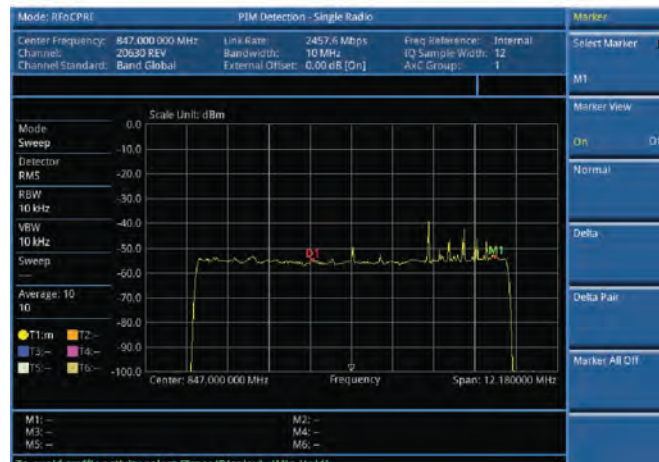 Mode: RFoCPRI
PIM Detection - Single Radio
Marker
Center Frequency: 847.000 000 MHz
Link Rate: 2457.6 Mbps
Freq Reference: Internal
Channel: 20630 REV
Bandwidth: 10 MHz
IQ Sample Width: 12
Channel Standard: Band Global
External Offset: 0.00 dB [On]
AxC Group: 1
Select Marker
M1
Marker View
On
Normal
Delta
Delta Pair
Marker All Off
Scale Unit: dBm
Mode
Sweep
Detector
RMS
RBW
10 kHz
VBW
10 kHz
Sweep
---
Average: 10
10
T1:m T2:--
T3:-- T4:--
T5:-- T6:--
0.0
-10.0
-20.0
-30.0
-40.0
-50.0
-60.0
-70.0
-80.0
-90.0
-100.0
D1
M1
Center: 847.000 000 MHz
Frequency
Span: 12.180000 MHz
M1: -- M2: --
M3: -- M4: --
M5: -- M6: --